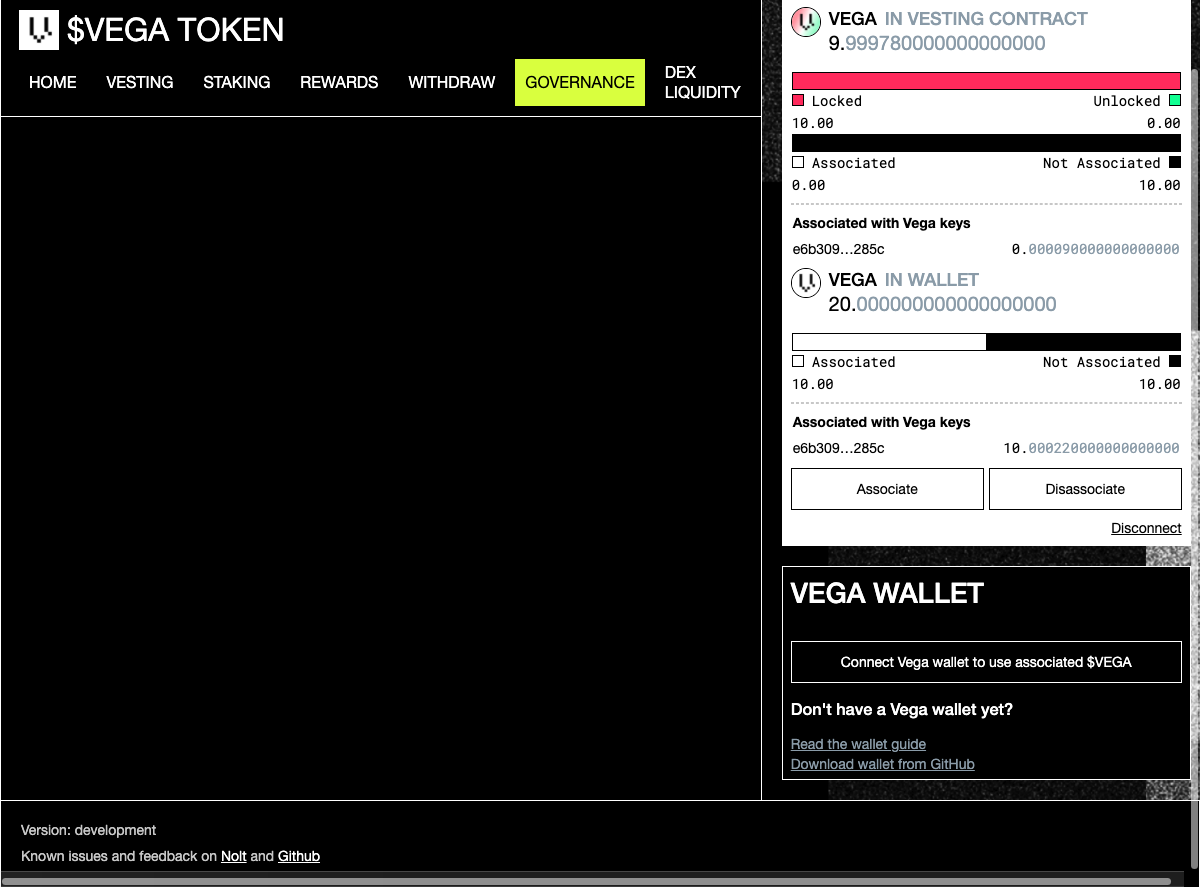 $VEGA TOKEN
HOME VESTING STAKING REWARDS WITHDRAW GOVERNANCE DEX LIQUIDITY
VEGA IN VESTING CONTRACT
9.999780000000000000
Locked Unlocked
10.00 0.00
Associated Not Associated
0.00 10.00
Associated with Vega keys
e6b309…285c 0.000090000000000000
VEGA IN WALLET
20.000000000000000000
Associated Not Associated
10.00 10.00
Associated with Vega keys
e6b309…285c 10.000220000000000000
Associate Disassociate
Disconnect
VEGA WALLET
Connect Vega wallet to use associated $VEGA
Don't have a Vega wallet yet?
Read the wallet guide
Download wallet from GitHub
Version: development
Known issues and feedback on Nolt and Github